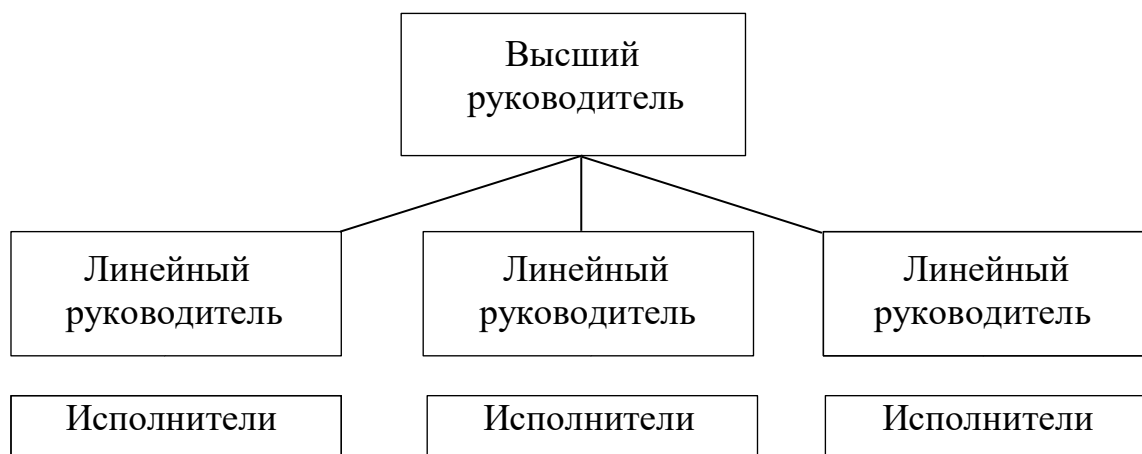 Высший
руководитель
Линейный
руководитель
Линейный
руководитель
Линейный
руководитель
Исполнители
Исполнители
Исполнители